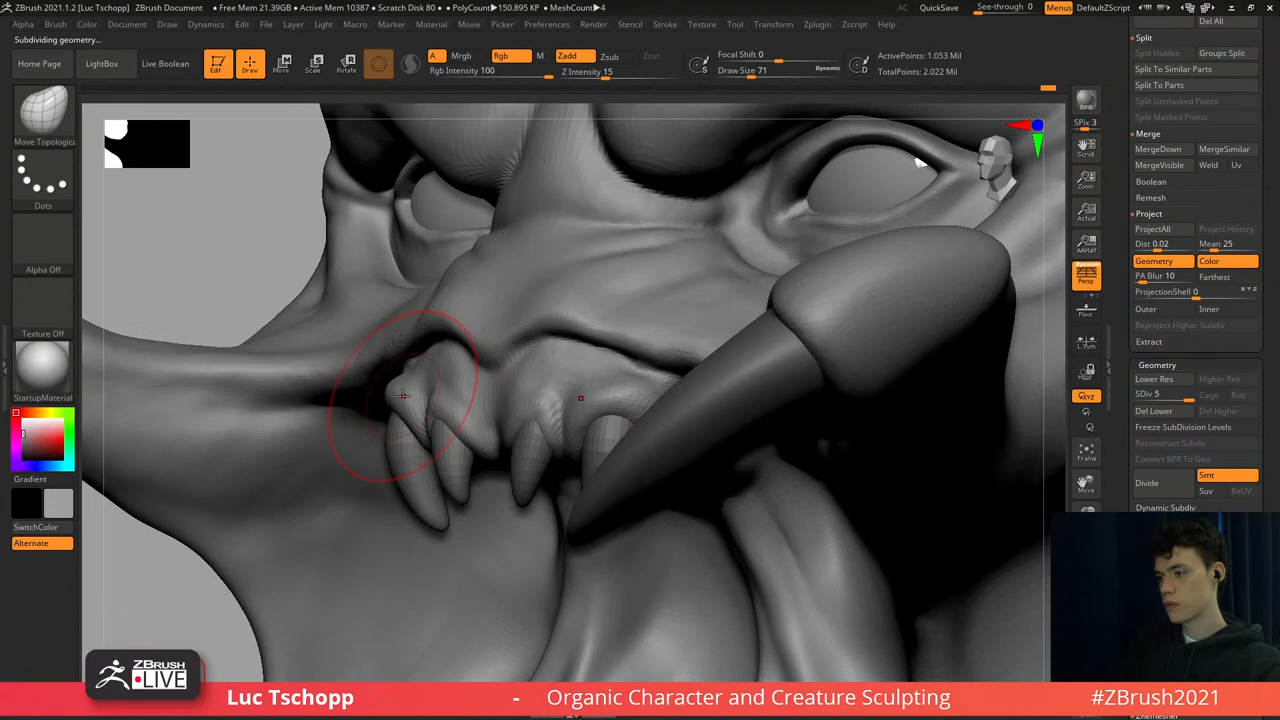 ZBrush 2021.1.2 [Luc Tschopp]
ZBrush Document
• Free Mem 21.39GB • Active Mem 10387 • Scratch Disk 80 •
PolyCount▸150.895 KP
• MeshCount▸4
AC
QuickSave
See-through 0
Menus
DefaultZScript
Alpha Brush Color Document Draw Dynamics Edit File Layer Light Macro Marker Material Movie Picker Preferences Render Stencil Stroke Texture Tool Transform Zplugin Zscript Help
Subdividing geometry...
Home Page
LightBox
Live Boolean
Edit
Draw
Move
Scale
Rotate
A
Mrgb
Rgb
M
Zadd
Zsub
Zcut
Rgb Intensity 100
Z Intensity 15
Focal Shift 0
Draw Size 71
Dynamic
ActivePoints: 1.053 Mil
TotalPoints: 2.022 Mil
Move Topologica
Dots
Alpha Off
Texture Off
StartupMaterial
Gradient
SwitchColor
Alternate
BPR
SPix 3
Scroll
Zoom
Actual
AAHalf
Dynamic
Persp
Floor
L.Sym
XYZ
Frame
Move
Del All
Split
Split Hidden
Groups Split
Split To Similar Parts
Split To Parts
Split Unmasked Points
Split Masked Points
Merge
MergeDown
MergeSimilar
MergeVisible
Weld
Uv
Boolean
Remesh
Project
ProjectAll
Project History
Dist 0.02
Mean 25
Geometry
Color
PA Blur 10
Farthest
ProjectionShell 0
Outer
Inner
Reproject Higher Subdiv
Extract
Geometry
Lower Res
Higher Res
SDiv 5
Cage
Rstr
Del Lower
Del Higher
Freeze SubDivision Levels
Reconstruct Subdiv
Convert BPR To Geo
Divide
Smt
Suv
ReUV
Dynamic Subdiv
ZBRUSH
LIVE
Luc Tschopp - Organic Character and Creature Sculpting #ZBrush2021